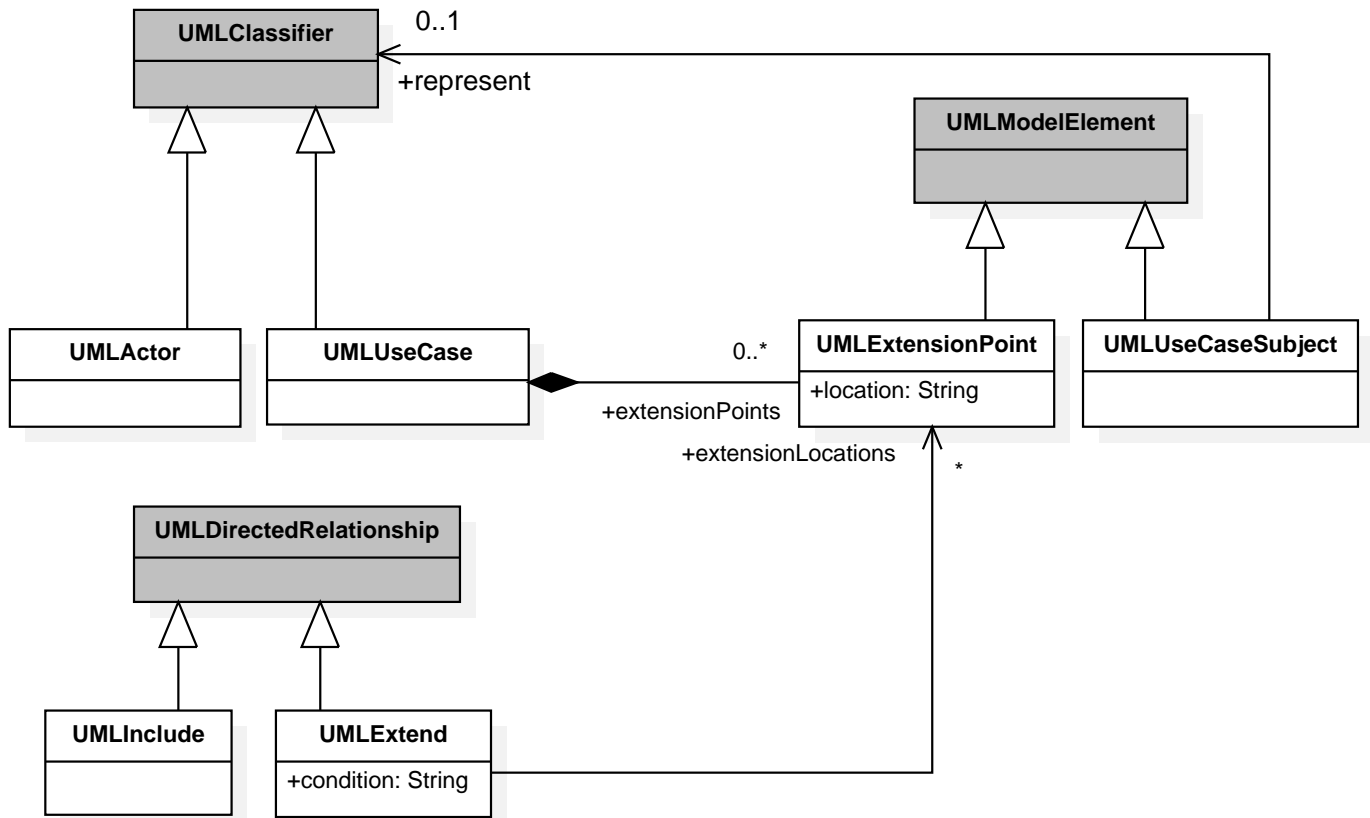 UMLClassifier
0..1
+represent
UMLModelElement
UMLActor
UMLUseCase
0..*
UMLExtensionPoint
UMLUseCaseSubject
+location: String
+extensionPoints
+extensionLocations
*
UMLDirectedRelationship
UMLInclude
UMLExtend
+condition: String